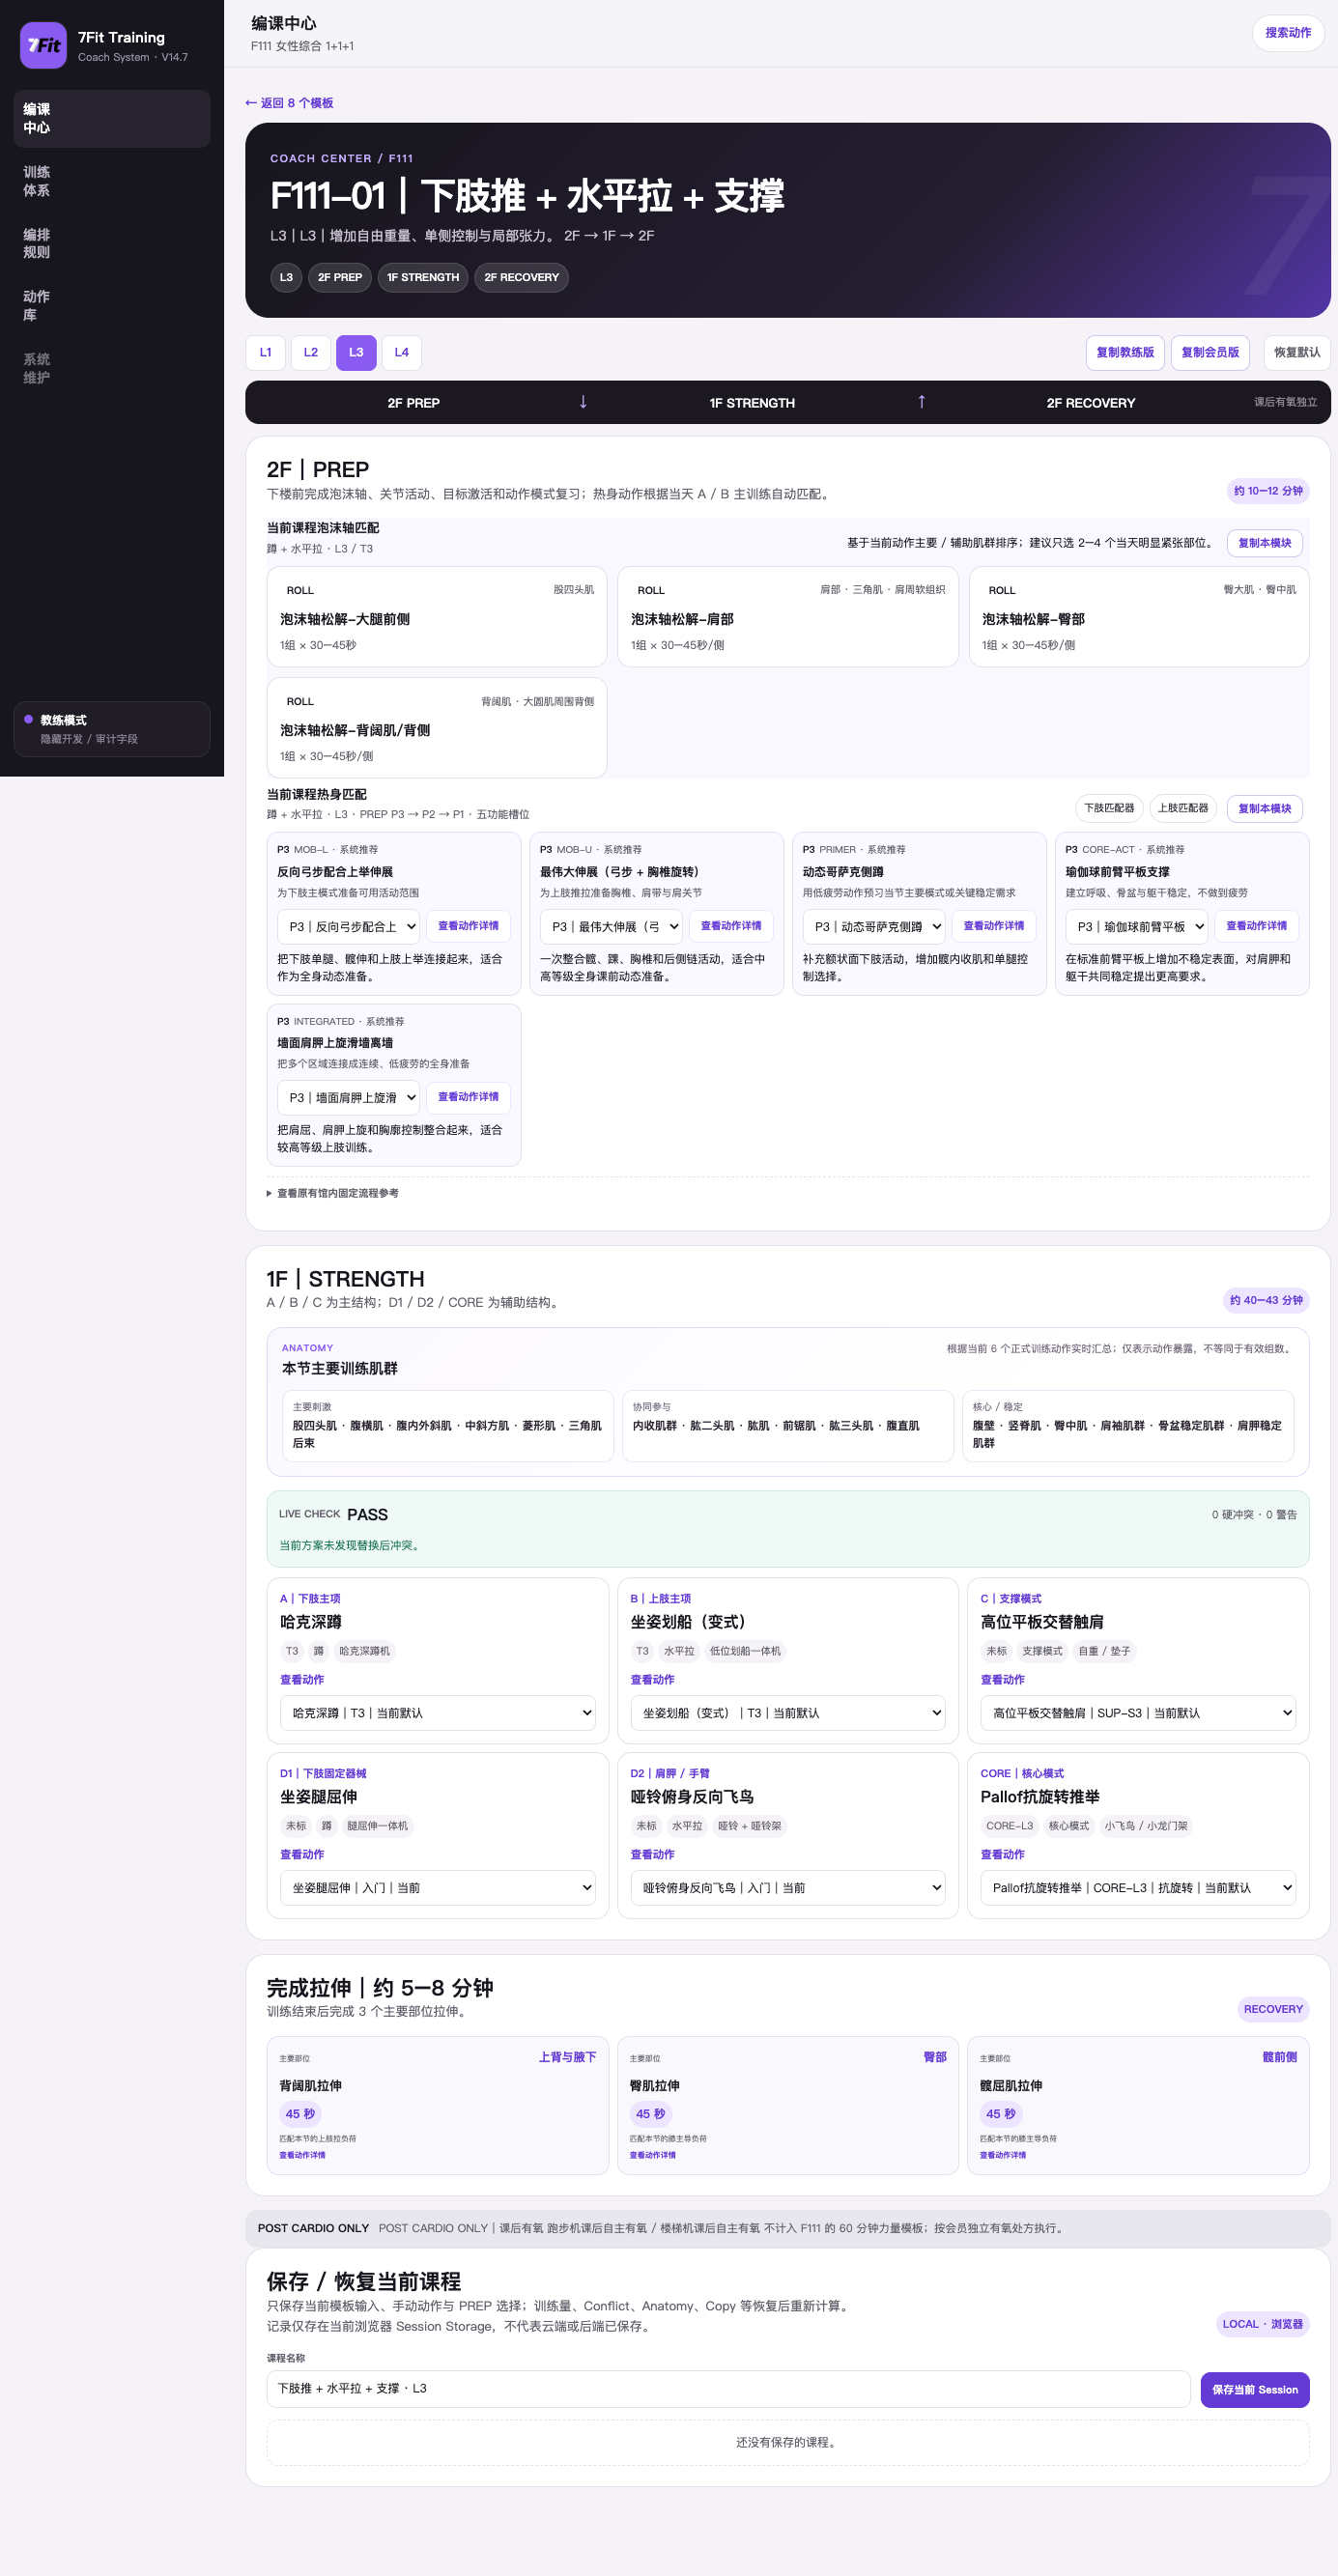 7Fit
7Fit Training
Coach System · V14.7
编课
中心
训练
体系
编排
规则
动作
库
系统
维护
教练模式
隐藏开发 / 审计字段
编课中心
F111 女性综合 1+1+1
搜索动作
← 返回 8 个模板
COACH CENTER / F111
F111-01｜下肢推 + 水平拉 + 支撑
L3｜L3｜增加自由重量、单侧控制与局部张力。 2F → 1F → 2F
L3
2F PREP
1F STRENGTH
2F RECOVERY
7
L1
L2
L3
L4
复制教练版
复制会员版
恢复默认
2F PREP
↓
1F STRENGTH
↑
2F RECOVERY
课后有氧独立
2F｜PREP
下楼前完成泡沫轴、关节活动、目标激活和动作模式复习；热身动作根据当天 A / B 主训练自动匹配。
约 10–12 分钟
当前课程泡沫轴匹配
蹲 + 水平拉 · L3 / T3
基于当前动作主要 / 辅助肌群排序；建议只选 2–4 个当天明显紧张部位。
复制本模块
ROLL
股四头肌
泡沫轴松解-大腿前侧
1组 × 30–45秒
ROLL
肩部 · 三角肌 · 肩周软组织
泡沫轴松解-肩部
1组 × 30–45秒/侧
ROLL
臀大肌 · 臀中肌
泡沫轴松解-臀部
1组 × 30–45秒/侧
ROLL
背阔肌 · 大圆肌周围背侧
泡沫轴松解-背阔肌/背侧
1组 × 30–45秒/侧
当前课程热身匹配
蹲 + 水平拉 · L3 · PREP P3 → P2 → P1 · 五功能槽位
下肢匹配器
上肢匹配器
复制本模块
P3 MOB-L · 系统推荐
反向弓步配合上举伸展
为下肢主模式准备可用活动范围
P3｜反向弓步配合上
查看动作详情
把下肢单腿、髋伸和上肢上举连接起来，适合
作为全身动态准备。
P3 MOB-U · 系统推荐
最伟大伸展（弓步 + 胸椎旋转）
为上肢推拉准备胸椎、肩带与肩关节
P3｜最伟大伸展（弓
查看动作详情
一次整合髋、踝、胸椎和后侧链活动，适合中
高等级全身课前动态准备。
P3 PRIMER · 系统推荐
动态哥萨克侧蹲
用低疲劳动作预习当节主要模式或关键稳定需求
P3｜动态哥萨克侧蹲
查看动作详情
补充额状面下肢活动，增加髋内收肌和单腿控
制选择。
P3 CORE-ACT · 系统推荐
瑜伽球前臂平板支撑
建立呼吸、骨盆与躯干稳定，不做到疲劳
P3｜瑜伽球前臂平板
查看动作详情
在标准前臂平板上增加不稳定表面，对肩胛和
躯干共同稳定提出更高要求。
P3 INTEGRATED · 系统推荐
墙面肩胛上旋滑墙离墙
把多个区域连接成连续、低疲劳的全身准备
P3｜墙面肩胛上旋滑
查看动作详情
把肩屈、肩胛上旋和胸廓控制整合起来，适合
较高等级上肢训练。
▶ 查看原有馆内固定流程参考
1F｜STRENGTH
A / B / C 为主结构；D1 / D2 / CORE 为辅助结构。
约 40–43 分钟
ANATOMY
本节主要训练肌群
根据当前 6 个正式训练动作实时汇总；仅表示动作暴露，不等同于有效组数。
主要刺激
股四头肌 · 腹横肌 · 腹内外斜肌 · 中斜方肌 · 菱形肌 · 三角肌
后束
协同参与
内收肌群 · 肱二头肌 · 肱肌 · 前锯肌 · 肱三头肌 · 腹直肌
核心 / 稳定
腹壁 · 竖脊肌 · 臀中肌 · 肩袖肌群 · 骨盆稳定肌群 · 肩胛稳定
肌群
LIVE CHECK PASS
0 硬冲突 · 0 警告
当前方案未发现替换后冲突。
A｜下肢主项
哈克深蹲
T3
蹲
哈克深蹲机
查看动作
哈克深蹲｜T3｜当前默认
B｜上肢主项
坐姿划船（变式）
T3
水平拉
低位划船一体机
查看动作
坐姿划船（变式）｜T3｜当前默认
C｜支撑模式
高位平板交替触肩
未标
支撑模式
自重 / 垫子
查看动作
高位平板交替触肩｜SUP-S3｜当前默认
D1｜下肢固定器械
坐姿腿屈伸
未标
蹲
腿屈伸一体机
查看动作
坐姿腿屈伸｜入门｜当前
D2｜肩胛 / 手臂
哑铃俯身反向飞鸟
未标
水平拉
哑铃 + 哑铃架
查看动作
哑铃俯身反向飞鸟｜入门｜当前
CORE｜核心模式
Pallof抗旋转推举
CORE-L3
核心模式
小飞鸟 / 小龙门架
查看动作
Pallof抗旋转推举｜CORE-L3｜抗旋转｜当前默认
完成拉伸｜约 5–8 分钟
训练结束后完成 3 个主要部位拉伸。
RECOVERY
主要部位
上背与腋下
背阔肌拉伸
45 秒
匹配本节的上肢拉负荷
查看动作详情
主要部位
臀部
臀肌拉伸
45 秒
匹配本节的膝主导负荷
查看动作详情
主要部位
髋前侧
髋屈肌拉伸
45 秒
匹配本节的膝主导负荷
查看动作详情
POST CARDIO ONLY POST CARDIO ONLY｜课后有氧 跑步机课后自主有氧 / 楼梯机课后自主有氧 不计入 F111 的 60 分钟力量模板；按会员独立有氧处方执行。
保存 / 恢复当前课程
只保存当前模板输入、手动动作与 PREP 选择；训练量、Conflict、Anatomy、Copy 等恢复后重新计算。
记录仅存在当前浏览器 Session Storage，不代表云端或后端已保存。
LOCAL · 浏览器
课程名称
下肢推 + 水平拉 + 支撑 · L3
保存当前 Session
还没有保存的课程。